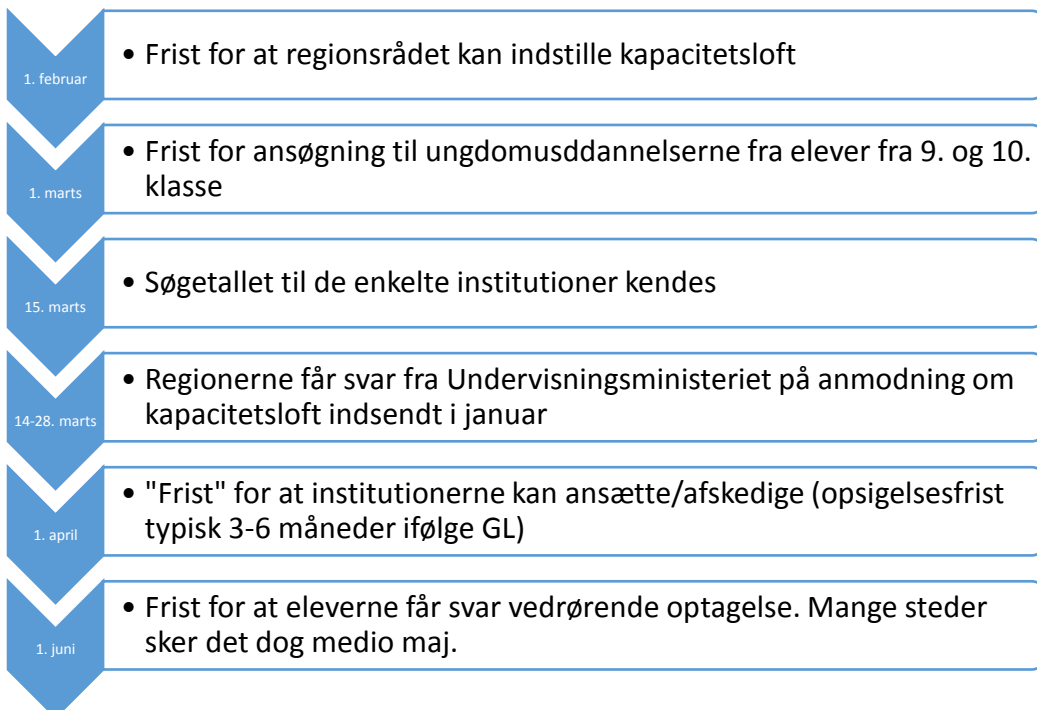 1. februar
• Frist for at regionsrådet kan indstille kapacitetsloft
1. marts
• Frist for ansøgning til ungdomusddannelserne fra elever fra 9. og 10.
klasse
15. marts
• Søgetallet til de enkelte institutioner kendes
14-28. marts
• Regionerne får svar fra Undervisningsministeriet på anmodning om
kapacitetsloft indsendt i januar
1. april
• "Frist" for at institutionerne kan ansætte/afskedige (opsigelsesfrist
typisk 3-6 måneder ifølge GL)
1. juni
• Frist for at eleverne får svar vedrørende optagelse. Mange steder
sker det dog medio maj.